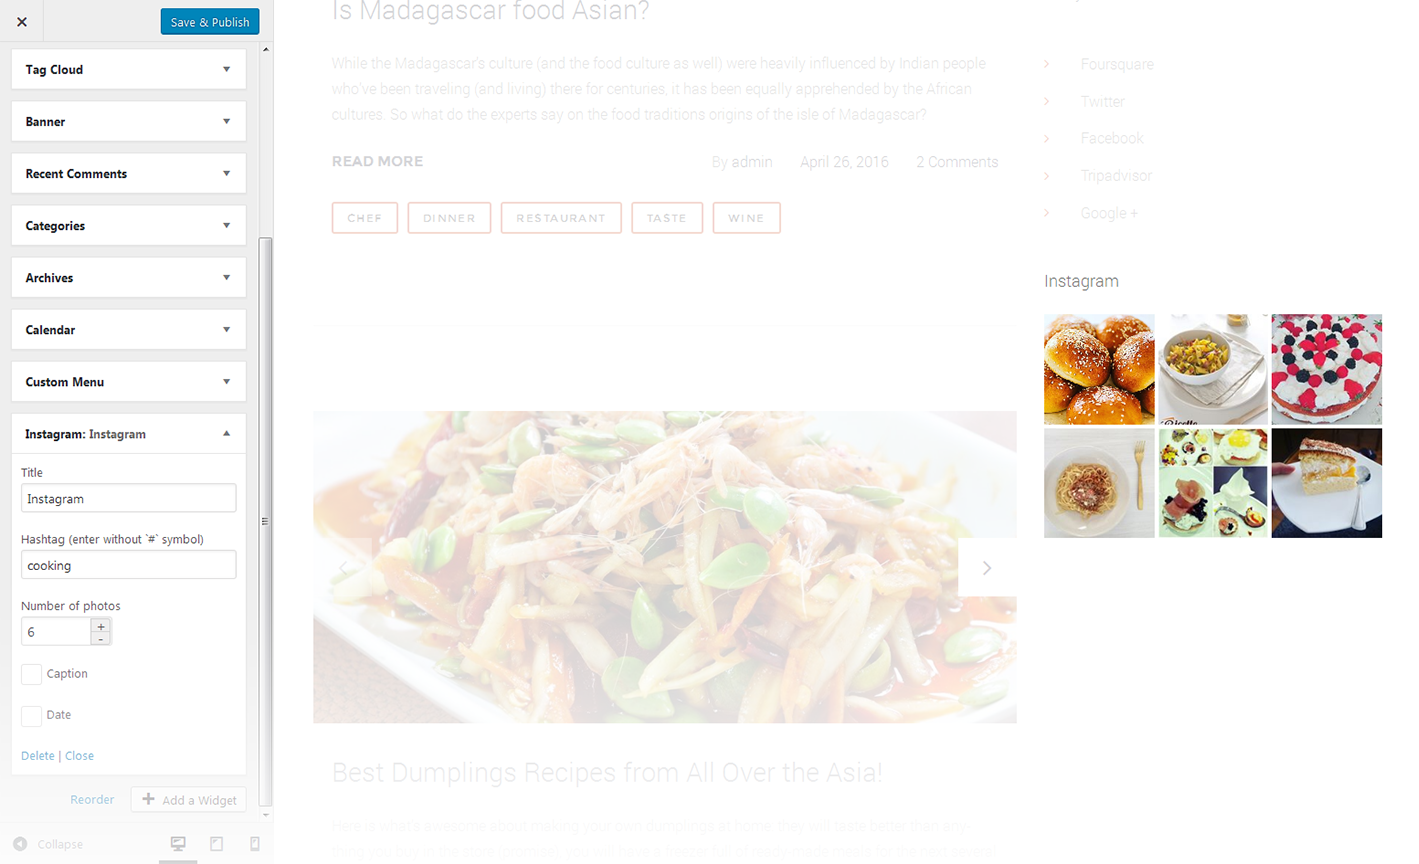 Save & Publish
Tag Cloud
Banner
Recent Comments
Categories
Archives
Calendar
Custom Menu
Instagram: Instagram
Title
Instagram
Hashtag (enter without `#` symbol)
cooking
Number of photos
6
+
-
Caption
Date
Delete | Close
Reorder
Add a Widget
Collapse
Is Madagascar food Asian?
While the Madagascar's culture (and the food culture as well) were heavily influenced by Indian people
who've been traveling (and living) there for centuries, it has been equally apprehended by the African
cultures. So what do the experts say on the food traditions origins of the isle of Madagascar?
READ MORE
By admin
April 26, 2016
2 Comments
CHEF
DINNER
RESTAURANT
TASTE
WINE
Best Dumplings Recipes from All Over the Asia!
Here is what's awesome about making your own dumplings at home: they will taste better than any
Foursquare
Twitter
Facebook
Tripadvisor
Google +
Instagram